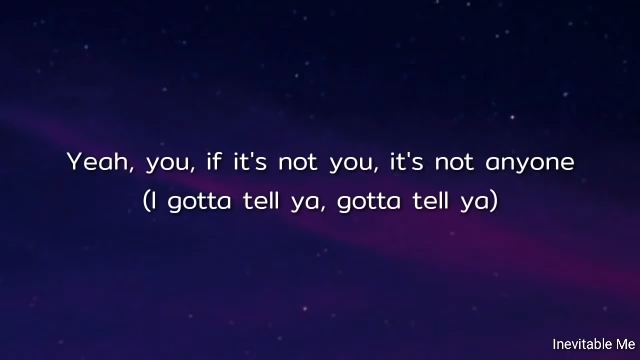 Yeah, you, if it's not you, it's not anyone
(I gotta tell ya, gotta tell ya)
Inevitable Me